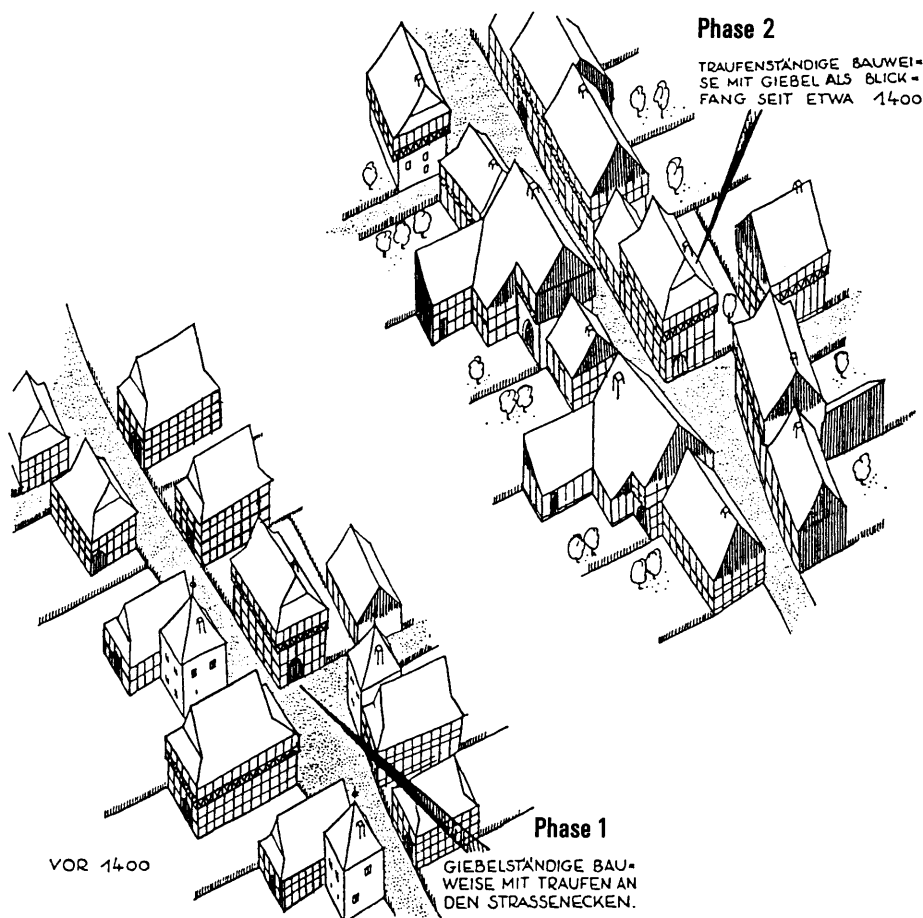 Phase 2
TRAUFENSTÄNDIGE BAUWEI=
SE MIT GIEBEL ALS BLICK=
FANG SEIT ETWA 1400
Phase 1
VOR 1400
GIEBELSTÄNDIGE BAU=
WEISE MIT TRAUFEN AN
DEN STRASSENECKEN.